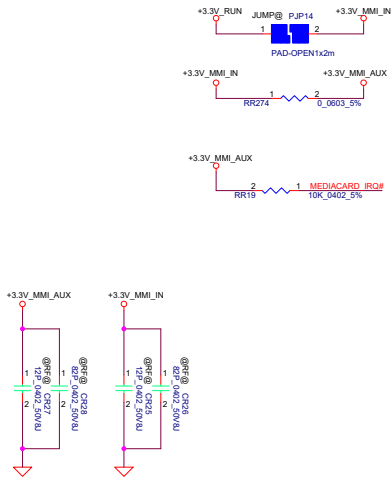 +3.3V_RUN JUMP@ PJP14 +3.3V_MMI_IN
1 2
PAD-OPEN1x2m
+3.3V_MMI_IN +3.3V_MMI_AUX
1 2
RR274 0_0603_5%
+3.3V_MMI_AUX
2 1 MEDIACARD_IRQ#
RR19 10K_0402_5%
+3.3V_MMI_AUX +3.3V_MMI_IN
1 2
@RF@ CR27
12P_0402_50V8J
1 2
@RF@ CR28
82P_0402_50V8J
1 2
@RF@ CR25
12P_0402_50V8J
1 2
@RF@ CR26
82P_0402_50V8J